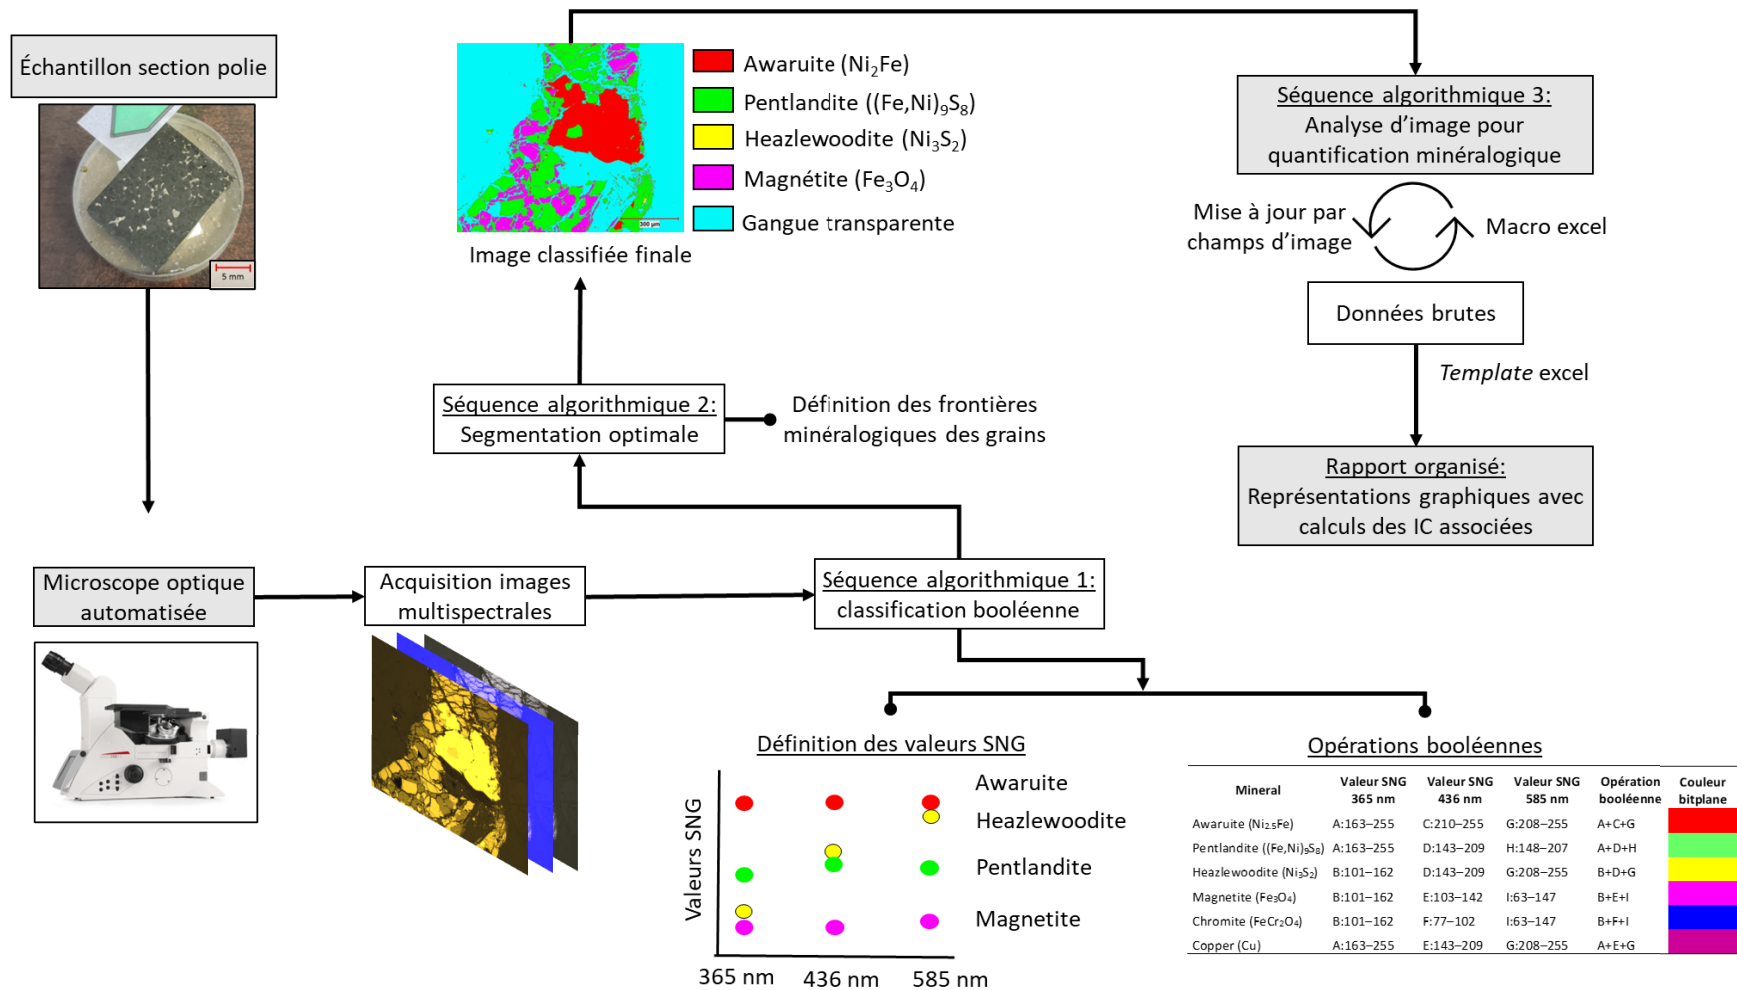 Échantillon section polie
5 mm
Microscope optique
automatisée
Acquisition images
multispectrales
Séquence algorithmique 1:
classification booléenne
Séquence algorithmique 2:
Segmentation optimale
Définition des frontières
minéralogiques des grains
300 µm
Image classifiée finale
Awaruite (Ni₂Fe)
Pentlandite ((Fe,Ni)₉S₈)
Heazlewoodite (Ni₃S₂)
Magnétite (Fe₃O₄)
Gangue transparente
Séquence algorithmique 3:
Analyse d'image pour
quantification minéralogique
Mise à jour par
champs d'image
Macro excel
Données brutes
Template excel
Rapport organisé:
Représentations graphiques avec
calculs des IC associées
Définition des valeurs SNG
Valeurs SNG
Awaruite
Heazlewoodite
Pentlandite
Magnetite
365 nm 436 nm 585 nm
Opérations booléennes
Mineral Valeur SNG 365 nm Valeur SNG 436 nm Valeur SNG 585 nm Opération booléenne Couleur bitplane
Awaruite (Ni₂.₅Fe) A:163–255 C:210–255 G:208–255 A+C+G
Pentlandite ((Fe,Ni)₉S₈) A:163–255 D:143–209 H:148–207 A+D+H
Heazlewoodite (Ni₃S₂) B:101–162 D:143–209 G:208–255 B+D+G
Magnetite (Fe₃O₄) B:101–162 E:103–142 I:63–147 B+E+I
Chromite (FeCr₂O₄) B:101–162 F:77–102 I:63–147 B+F+I
Copper (Cu) A:163–255 E:143–209 G:208–255 A+E+G